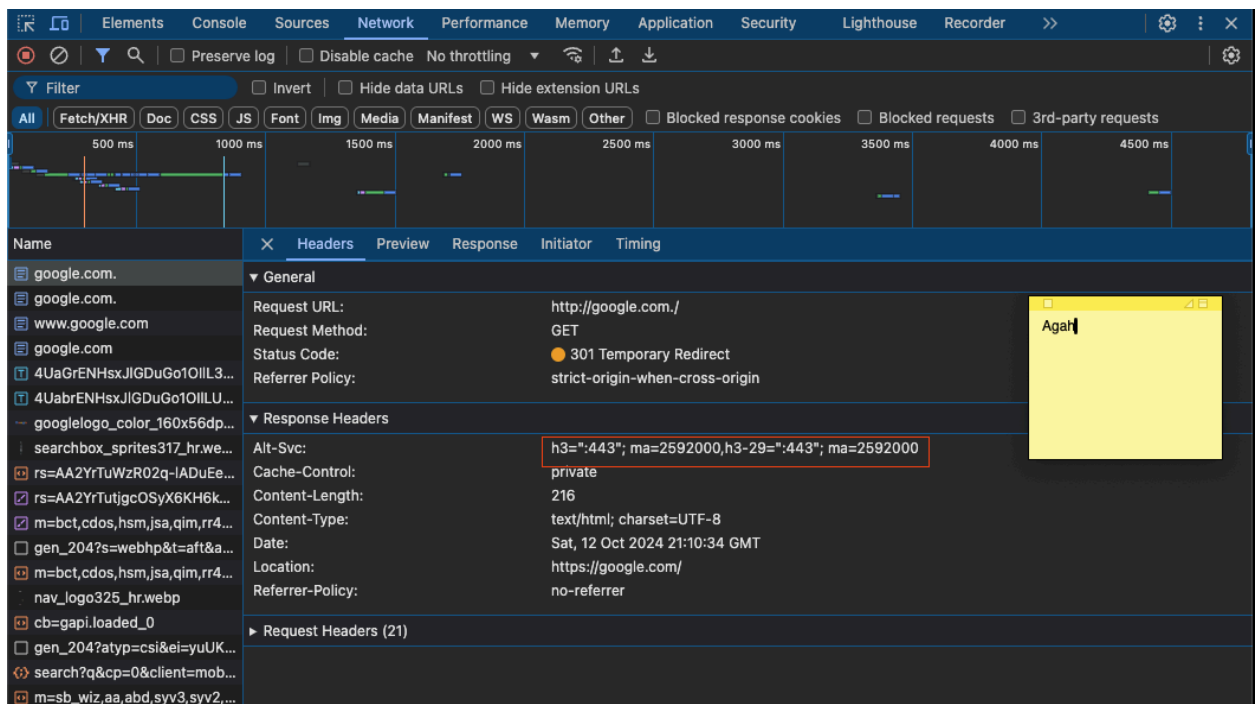 Elements Console Sources Network Performance Memory Application Security Lighthouse Recorder >>
Preserve log Disable cache No throttling
Filter Invert Hide data URLs Hide extension URLs
All Fetch/XHR Doc CSS JS Font Img Media Manifest WS Wasm Other Blocked response cookies Blocked requests 3rd-party requests
500 ms 1000 ms 1500 ms 2000 ms 2500 ms 3000 ms 3500 ms 4000 ms 4500 ms
Name
google.com.
google.com.
www.google.com
google.com
4UaGrENHsxJlGDuGo1OIlL3...
4UabrENHsxJlGDuGo1OIlLU...
googlelogo_color_160x56dp...
searchbox_sprites317_hr.we...
rs=AA2YrTuWzR02q-lADuEe...
rs=AA2YrTutjgcOSyX6KH6k...
m=bct,cdos,hsm,jsa,qim,rr4...
gen_204?s=webhp&t=aft&a...
m=bct,cdos,hsm,jsa,qim,rr4...
nav_logo325_hr.webp
cb=gapi.loaded_0
gen_204?atyp=csi&ei=yuUK...
search?q&cp=0&client=mob...
m=sb_wiz,aa,abd,syv3,syv2,...
Headers Preview Response Initiator Timing
General
Request URL: http://google.com./
Request Method: GET
Status Code: 301 Temporary Redirect
Referrer Policy: strict-origin-when-cross-origin
Response Headers
Alt-Svc: h3=":443"; ma=2592000,h3-29=":443"; ma=2592000
Cache-Control: private
Content-Length: 216
Content-Type: text/html; charset=UTF-8
Date: Sat, 12 Oct 2024 21:10:34 GMT
Location: https://google.com/
Referrer-Policy: no-referrer
Request Headers (21)
Agah